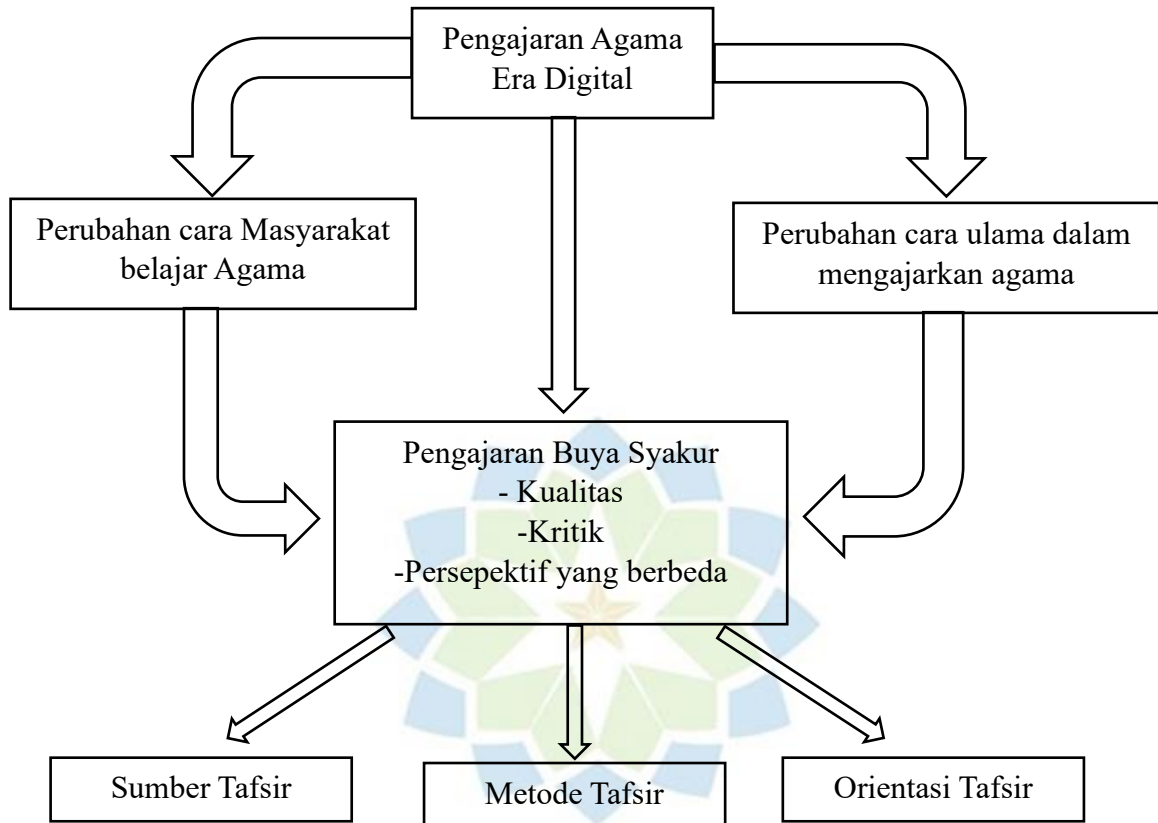 Pengajaran Agama
Era Digital
Perubahan cara Masyarakat
belajar Agama
Perubahan cara ulama dalam
mengajarkan agama
Pengajaran Buya Syakur
- Kualitas
-Kritik
-Persepektif yang berbeda
Sumber Tafsir
Metode Tafsir
Orientasi Tafsir